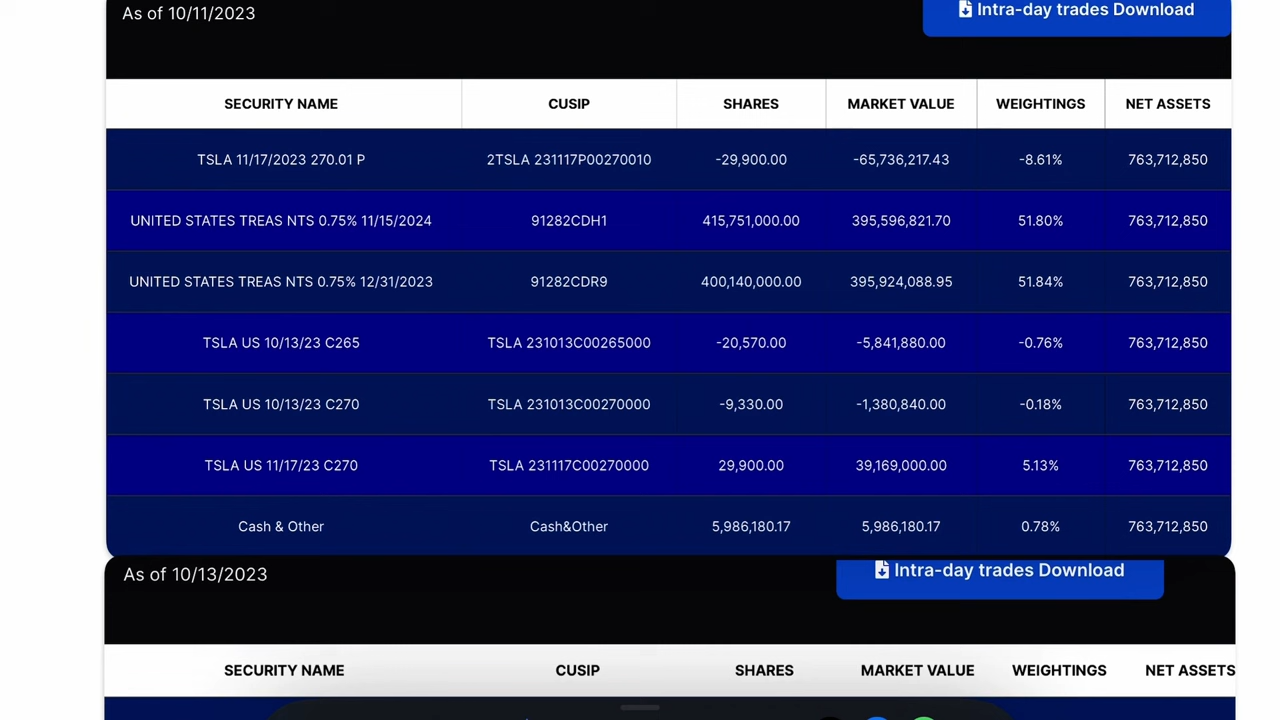 As of 10/11/2023
Intra-day trades Download
SECURITY NAME CUSIP SHARES MARKET VALUE WEIGHTINGS NET ASSETS
TSLA 11/17/2023 270.01 P 2TSLA 231117P00270010 -29,900.00 -65,736,217.43 -8.61% 763,712,850
UNITED STATES TREAS NTS 0.75% 11/15/2024 91282CDH1 415,751,000.00 395,596,821.70 51.80% 763,712,850
UNITED STATES TREAS NTS 0.75% 12/31/2023 91282CDR9 400,140,000.00 395,924,088.95 51.84% 763,712,850
TSLA US 10/13/23 C265 TSLA 231013C00265000 -20,570.00 -5,841,880.00 -0.76% 763,712,850
TSLA US 10/13/23 C270 TSLA 231013C00270000 -9,330.00 -1,380,840.00 -0.18% 763,712,850
TSLA US 11/17/23 C270 TSLA 231117C00270000 29,900.00 39,169,000.00 5.13% 763,712,850
Cash & Other Cash&Other 5,986,180.17 5,986,180.17 0.78% 763,712,850
As of 10/13/2023
Intra-day trades Download
SECURITY NAME CUSIP SHARES MARKET VALUE WEIGHTINGS NET ASSETS